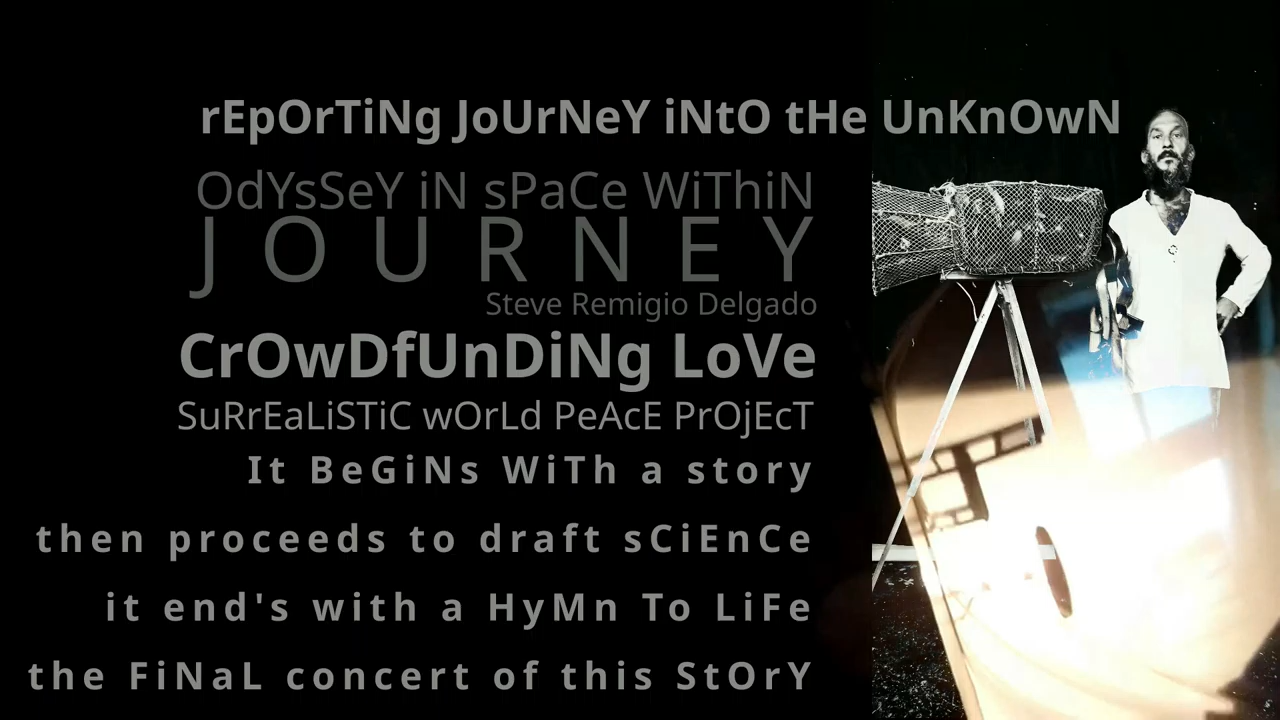 rEpOrTiNg JoUrNeY iNtO tHe UnKnOwN
OdYsSeY iN sPaCe WiThiN
J O U R N E Y
Steve Remigio Delgado
CrOwDfUnDiNg LoVe
SuRrEaLiSTiC wOrLd PeAcE PrOjEcT
It BeGiNs WiTh a story
then proceeds to draft sCiEnCe
it end's with a HyMn To LiFe
the FiNaL concert of this StOrY